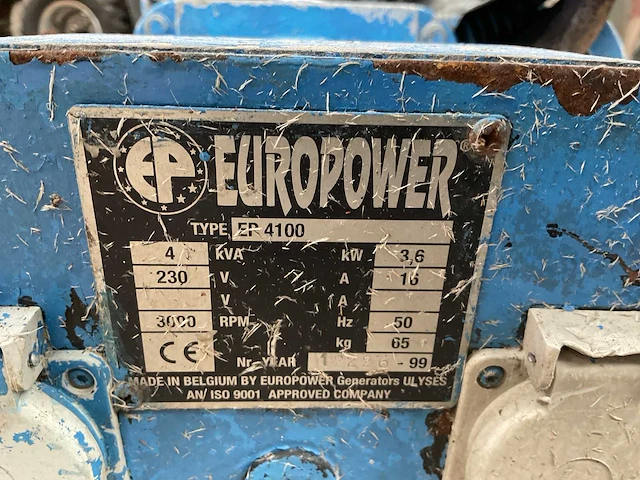 EP EUROPOWER ®
TYPE EP 4100
4 KVA kW 3,6
230 V A 16
V A
3000 RPM Hz 50
CE kg 65
Nr. YEAR - 99
MADE IN BELGIUM BY EUROPOWER Generators ULYSES
AN/ ISO 9001 APPROVED COMPANY